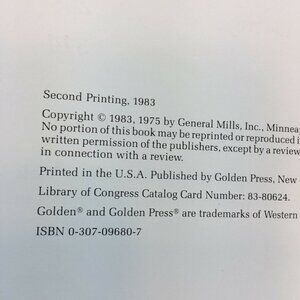 Second Printing, 1983
Copyright © 1983, 1975 by General Mills, Inc., Minnea
No portion of this book may be reprinted or reproduced i
written permission of the publishers, except by a review
in connection with a review.
Printed in the U.S.A. Published by Golden Press, New
Library of Congress Catalog Card Number: 83-80624.
Golden® and Golden Press® are trademarks of Western
ISBN 0-307-09680-7